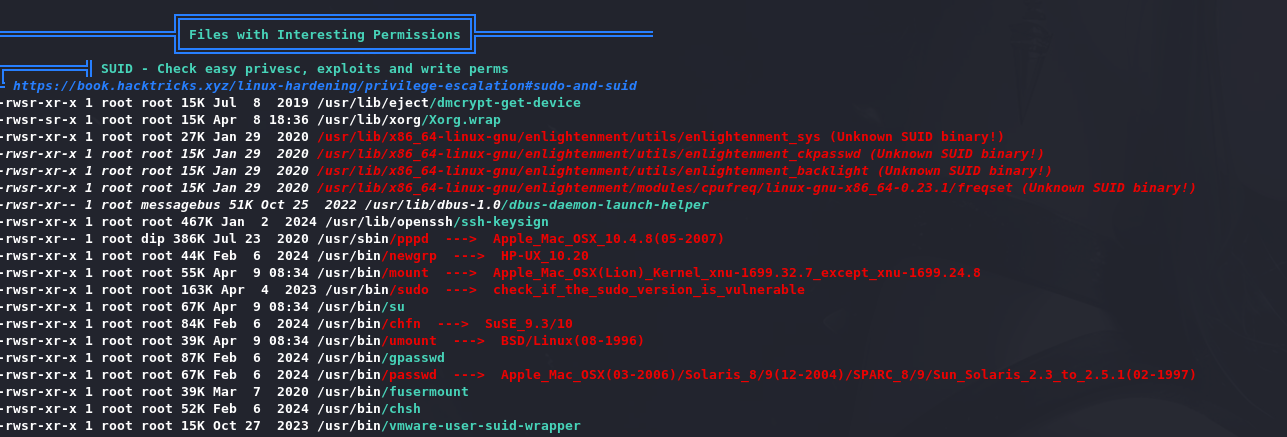 Files with Interesting Permissions
SUID - Check easy privesc, exploits and write perms
https://book.hacktricks.xyz/linux-hardening/privilege-escalation#sudo-and-suid
-rwsr-xr-x 1 root root 15K Jul  8  2019 /usr/lib/eject/dmcrypt-get-device
-rwsr-sr-x 1 root root 15K Apr  8 18:36 /usr/lib/xorg/Xorg.wrap
-rwsr-xr-x 1 root root 27K Jan 29  2020 /usr/lib/x86_64-linux-gnu/enlightenment/utils/enlightenment_sys (Unknown SUID binary!)
-rwsr-xr-x 1 root root 15K Jan 29  2020 /usr/lib/x86_64-linux-gnu/enlightenment/utils/enlightenment_ckpasswd (Unknown SUID binary!)
-rwsr-xr-x 1 root root 15K Jan 29  2020 /usr/lib/x86_64-linux-gnu/enlightenment/utils/enlightenment_backlight (Unknown SUID binary!)
-rwsr-xr-x 1 root root 15K Jan 29  2020 /usr/lib/x86_64-linux-gnu/enlightenment/modules/cpufreq/linux-gnu-x86_64-0.23.1/freqset (Unknown SUID binary!)
-rwsr-xr-- 1 root messagebus 51K Oct 25  2022 /usr/lib/dbus-1.0/dbus-daemon-launch-helper
-rwsr-xr-x 1 root root 467K Jan  2  2024 /usr/lib/openssh/ssh-keysign
-rwsr-xr-- 1 root dip 386K Jul 23  2020 /usr/sbin/pppd  --->  Apple_Mac_OSX_10.4.8(05-2007)
-rwsr-xr-x 1 root root 44K Feb  6  2024 /usr/bin/newgrp  --->  HP-UX_10.20
-rwsr-xr-x 1 root root 55K Apr  9 08:34 /usr/bin/mount  --->  Apple_Mac_OSX(Lion)_Kernel_xnu-1699.32.7_except_xnu-1699.24.8
-rwsr-xr-x 1 root root 163K Apr  4  2023 /usr/bin/sudo  --->  check_if_the_sudo_version_is_vulnerable
-rwsr-xr-x 1 root root 67K Apr  9 08:34 /usr/bin/su
-rwsr-xr-x 1 root root 84K Feb  6  2024 /usr/bin/chfn  --->  SuSE_9.3/10
-rwsr-xr-x 1 root root 39K Apr  9 08:34 /usr/bin/umount  --->  BSD/Linux(08-1996)
-rwsr-xr-x 1 root root 87K Feb  6  2024 /usr/bin/gpasswd
-rwsr-xr-x 1 root root 67K Feb  6  2024 /usr/bin/passwd  --->  Apple_Mac_OSX(03-2006)/Solaris_8/9(12-2004)/SPARC_8/9/Sun_Solaris_2.3_to_2.5.1(02-1997)
-rwsr-xr-x 1 root root 39K Mar  7  2020 /usr/bin/fusermount
-rwsr-xr-x 1 root root 52K Feb  6  2024 /usr/bin/chsh
-rwsr-xr-x 1 root root 15K Oct 27  2023 /usr/bin/vmware-user-suid-wrapper